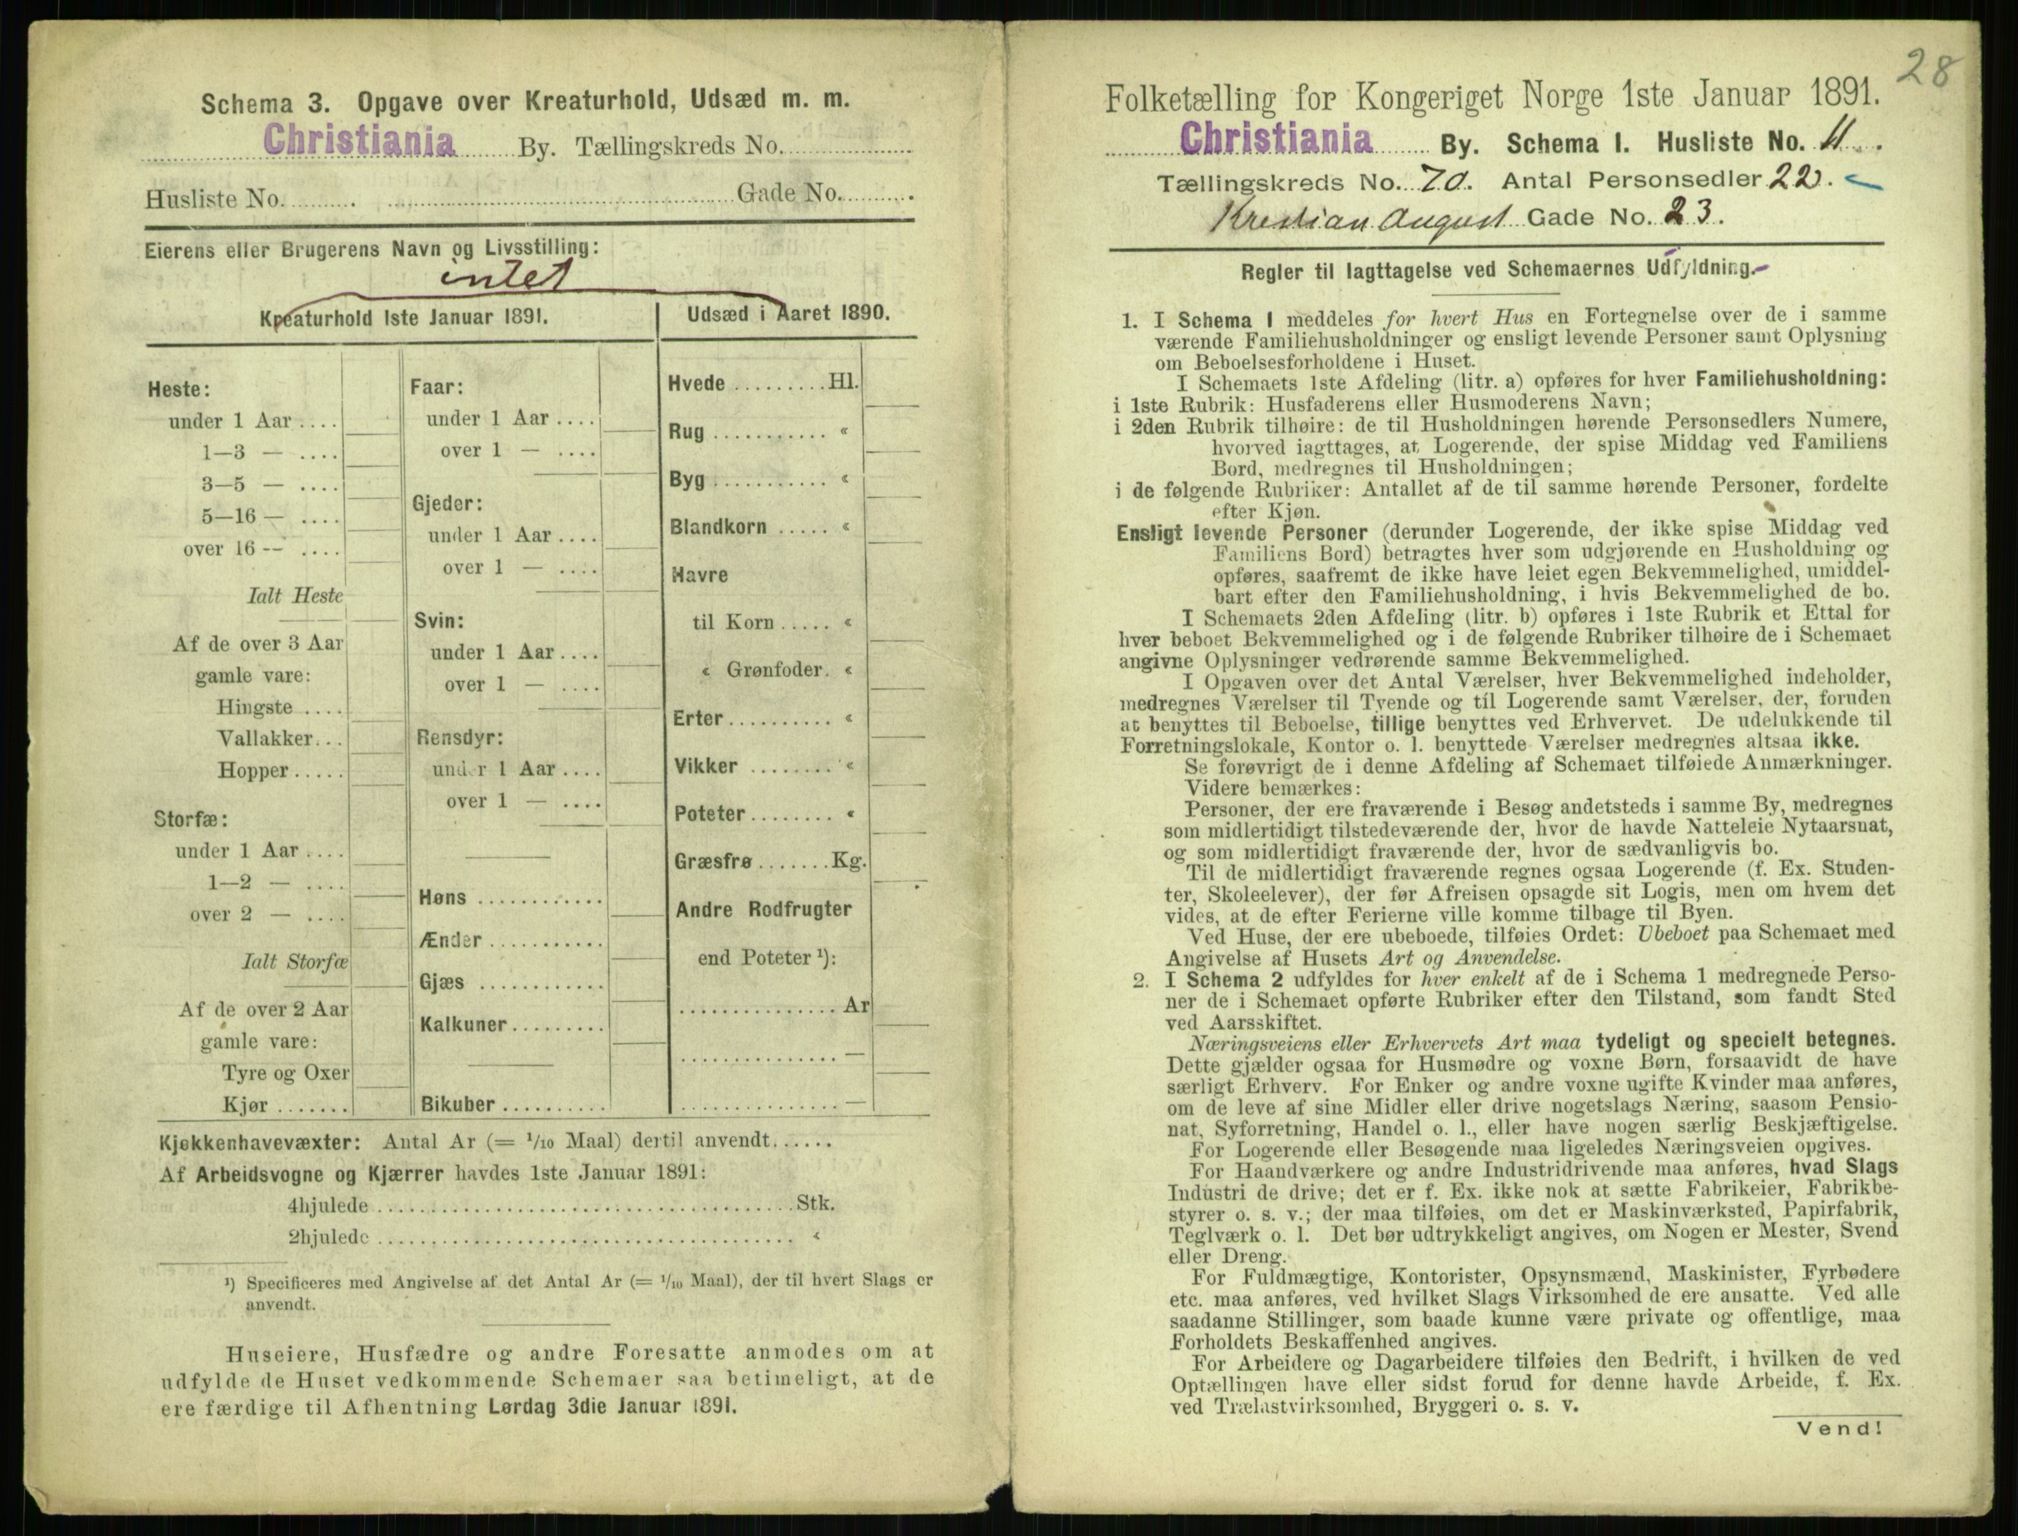 Schema 3. Opgave over Kreaturhold, Udsæd m. m.
Christiania By. Tællingskreds No.
Husliste No. Gade No.
Eierens eller Brugerens Navn og Livsstilling:
intet
Kreaturhold 1ste Januar 1891.
Heste:
under 1 Aar ....
1—3 — ....
3—5 — ....
5—16 — ....
over 16 — ....
Ialt Heste
Af de over 3 Aar
gamle vare:
Hingste ....
Vallakker...
Hopper .....
Storfæ:
under 1 Aar ....
1—2 — ....
over 2 — ....
Ialt Storfæ
Af de over 2 Aar
gamle vare:
Tyre og Oxer
Kjør .......
Faar:
under 1 Aar ....
over 1 — ....
Gjeder:
under 1 Aar ....
over 1 — ....
Svin:
under 1 Aar ....
over 1 — ....
Rensdyr:
under 1 Aar ....
over 1 — ....
Høns ...........
Ænder ...........
Gjæs ............
Kalkuner.........
Bikuber ..........
Udsæd i Aaret 1890.
Hvede .........Hl.
Rug ........... «
Byg ........... «
Blandkorn ..... «
Havre
til Korn ..... «
« Grønfoder. «
Erter.......... «
Vikker ........ «
Poteter........ «
Græsfrø .......Kg.
Andre Rodfrugter
end Poteter ¹):
............... Ar
............... —
............... —
Kjøkkenhavevæxter: Antal Ar (= 1/10 Maal) dertil anvendt......
Af Arbeidsvogne og Kjærrer havdes 1ste Januar 1891:
4hjulede ........................................Stk.
2hjulede ........................................ «
¹) Specificeres med Angivelse af det Antal Ar (= 1/10 Maal), der til hvert Slags er
anvendt.
Huseiere, Husfædre og andre Foresatte anmodes om at
udfylde de Huset vedkommende Schemaer saa betimeligt, at de
ere færdige til Afhentning Lørdag 3die Januar 1891.
28
Folketælling for Kongeriget Norge 1ste Januar 1891.
Christiania By. Schema I. Husliste No. 11.
Tællingskreds No. 70. Antal Personsedler 22.
Kristian August Gade No. 23.
Regler til Iagttagelse ved Schemaernes Udfyldning.
1. I Schema I meddeles for hvert Hus en Fortegnelse over de i samme
værende Familiehusholdninger og ensligt levende Personer samt Oplysning
om Beboelsesforholdene i Huset.
I Schemaets 1ste Afdeling (litr. a) opføres for hver Familiehusholdning:
i 1ste Rubrik: Husfaderens eller Husmoderens Navn;
i 2den Rubrik tilhøire: de til Husholdningen hørende Personsedlers Numere,
hvorved iagttages, at Logerende, der spise Middag ved Familiens
Bord, medregnes til Husholdningen;
i de følgende Rubriker: Antallet af de til samme hørende Personer, fordelte
efter Kjøn.
Ensligt levende Personer (derunder Logerende, der ikke spise Middag ved
Familiens Bord) betragtes hver som udgjørende en Husholdning og
opføres, saafremt de ikke have leiet egen Bekvemmelighed, umiddel-
bart efter den Familiehusholdning, i hvis Bekvemmelighed de bo.
I Schemaets 2den Afdeling (litr. b) opføres i 1ste Rubrik et Ettal for
hver beboet Bekvemmelighed og i de følgende Rubriker tilhøire de i Schemaet
angivne Oplysninger vedrørende samme Bekvemmelighed.
I Opgaven over det Antal Værelser, hver Bekvemmelighed indeholder,
medregnes Værelser til Tyende og til Logerende samt Værelser, der, foruden
at benyttes til Beboelse, tillige benyttes ved Erhvervet. De udelukkende til
Forretningslokale, Kontor o. l. benyttede Værelser medregnes altsaa ikke.
Se forøvrigt de i denne Afdeling af Schemaet tilføiede Anmærkninger.
Videre bemærkes:
Personer, der ere fraværende i Besøg andetsteds i samme By, medregnes
som midlertidigt tilstedeværende der, hvor de havde Natteleie Nytaarsnat,
og som midlertidigt fraværende der, hvor de sædvanligvis bo.
Til de midlertidigt fraværende regnes ogsaa Logerende (f. Ex. Studen-
ter, Skoleelever), der før Afreisen opsagde sit Logis, men om hvem det
vides, at de efter Ferierne ville komme tilbage til Byen.
Ved Huse, der ere ubeboede, tilføies Ordet: Ubeboet paa Schemaet med
Angivelse af Husets Art og Anvendelse.
2. I Schema 2 udfyldes for hver enkelt af de i Schema 1 medregnede Perso-
ner de i Schemaet opførte Rubriker efter den Tilstand, som fandt Sted
ved Aarsskiftet.
Næringsveiens eller Erhvervets Art maa tydeligt og specielt betegnes.
Dette gjælder ogsaa for Husmødre og voxne Børn, forsaavidt de have
særligt Erhverv. For Enker og andre voxne ugifte Kvinder maa anføres,
om de leve af sine Midler eller drive nogetslags Næring, saasom Pensio-
nat, Syforretning, Handel o. l., eller have nogen særlig Beskjæftigelse.
For Logerende eller Besøgende maa ligeledes Næringsveien opgives.
For Haandværkere og andre Industridrivende maa anføres, hvad Slags
Industri de drive; det er f. Ex. ikke nok at sætte Fabrikeier, Fabrikbe-
styrer o. s. v.; der maa tilføies, om det er Maskinværksted, Papirfabrik,
Teglværk o. l. Det bør udtrykkeligt angives, om Nogen er Mester, Svend
eller Dreng.
For Fuldmægtige, Kontorister, Opsynsmænd, Maskinister, Fyrbødere
etc. maa anføres, ved hvilket Slags Virksomhed de ere ansatte. Ved alle
saadanne Stillinger, som baade kunne være private og offentlige, maa
Forholdets Beskaffenhed angives.
For Arbeidere og Dagarbeidere tilføies den Bedrift, i hvilken de ved
Optællingen have eller sidst forud for denne havde Arbeide, f. Ex.
ved Trælastvirksomhed, Bryggeri o. s. v.
Vend!